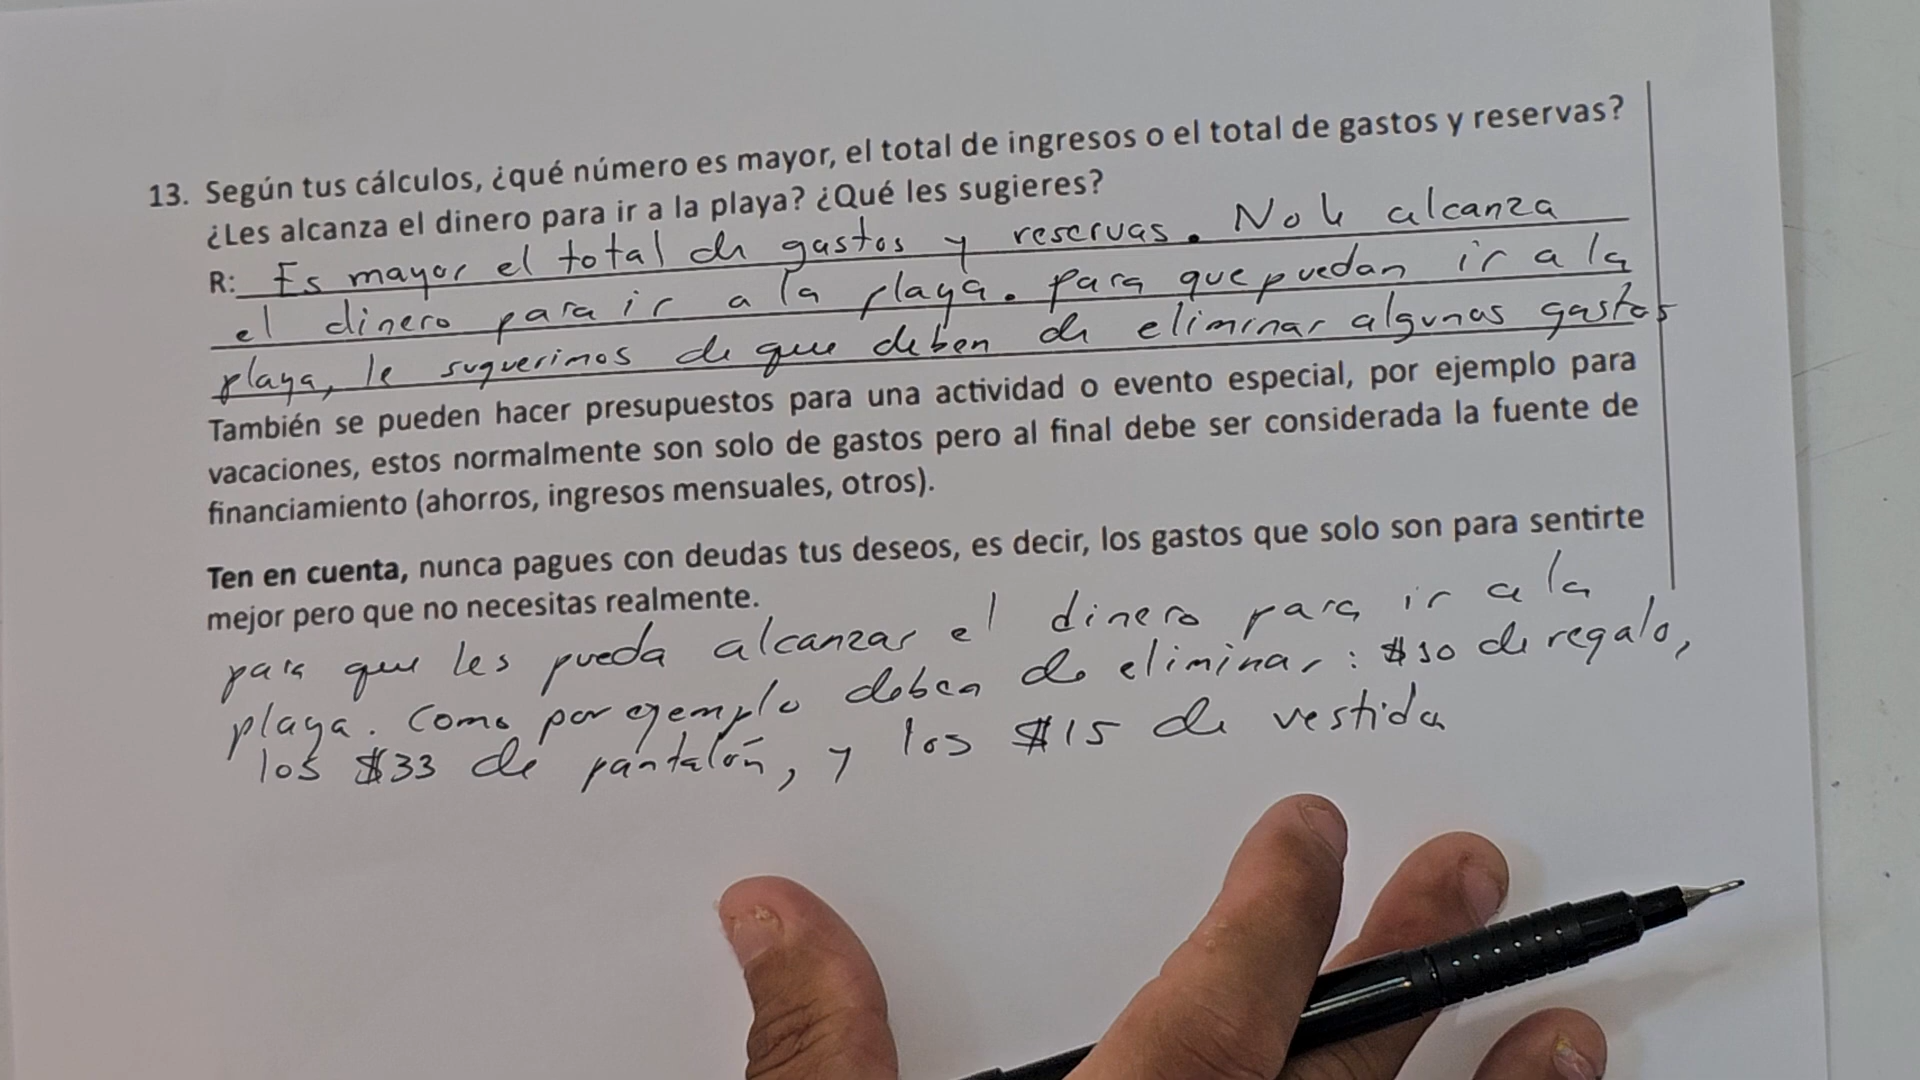 13. Según tus cálculos, ¿qué número es mayor, el total de ingresos o el total de gastos y reservas?
¿Les alcanza el dinero para ir a la playa? ¿Qué les sugieres?
R: Es mayor el total de gastos y reservas. No le alcanza
el dinero para ir a la playa. para que puedan ir a la
playa, le suguerimos de que deben de eliminar algunas gastos
También se pueden hacer presupuestos para una actividad o evento especial, por ejemplo para
vacaciones, estos normalmente son solo de gastos pero al final debe ser considerada la fuente de
financiamiento (ahorros, ingresos mensuales, otros).
Ten en cuenta, nunca pagues con deudas tus deseos, es decir, los gastos que solo son para sentirte
mejor pero que no necesitas realmente.
para que les pueda alcanzar el dinero para ir a la
playa. Como por ejemplo deben de eliminar: $10 de regalo,
los $33 de pantalón, y los $15 de vestida